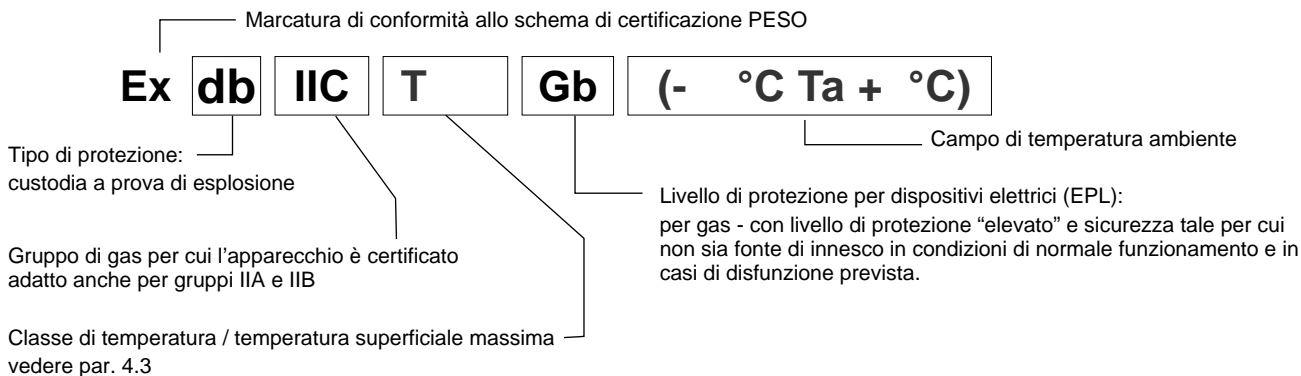 Marcatura di conformità allo schema di certificazione PESO
Ex db IIC T Gb (- °C Ta + °C)
Campo di temperatura ambiente
Tipo di protezione:
custodia a prova di esplosione
Livello di protezione per dispositivi elettrici (EPL):
per gas - con livello di protezione “elevato” e sicurezza tale per cui
non sia fonte di innesco in condizioni di normale funzionamento e in
casi di disfunzione prevista.
Gruppo di gas per cui l’apparecchio è certificato
adatto anche per gruppi IIA e IIB
Classe di temperatura / temperatura superficiale massima
vedere par. 4.3